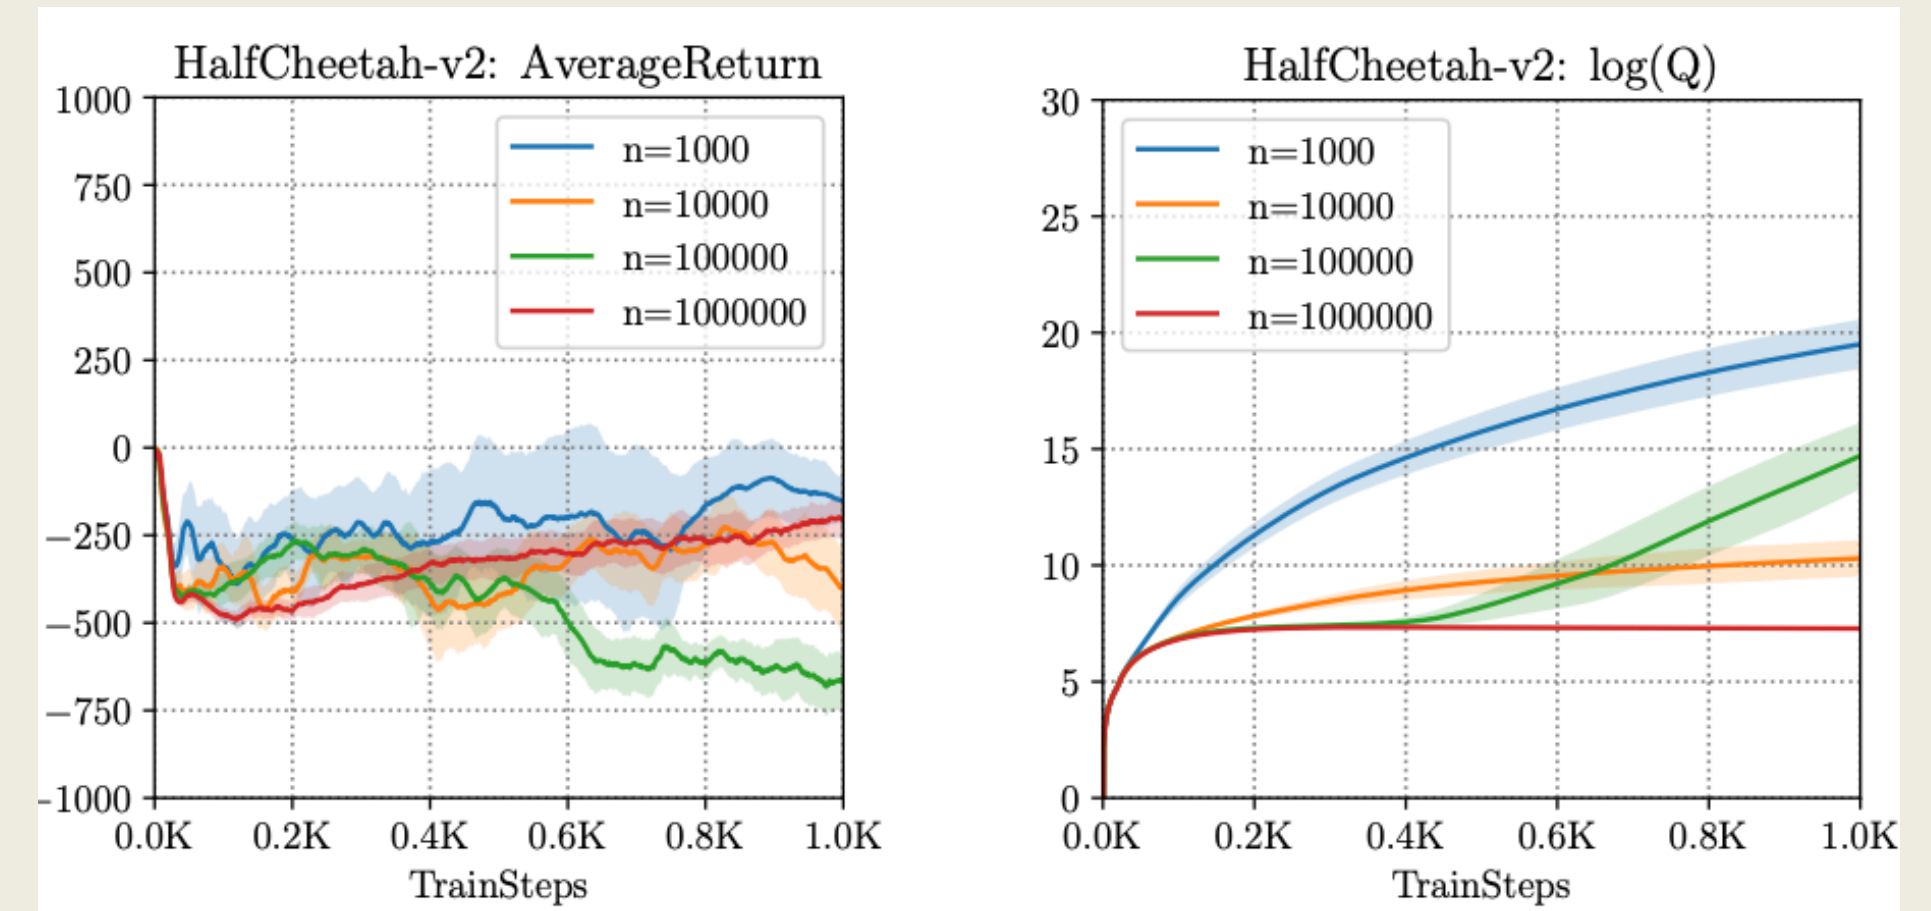 HalfCheetah-v2: AverageReturn
1000
750
500
250
0
−250
−500
−750
−1000
n=1000
n=10000
n=100000
n=1000000
0.0K 0.2K 0.4K 0.6K 0.8K 1.0K
TrainSteps
HalfCheetah-v2: log(Q)
30
25
20
15
10
5
0
n=1000
n=10000
n=100000
n=1000000
0.0K 0.2K 0.4K 0.6K 0.8K 1.0K
TrainSteps